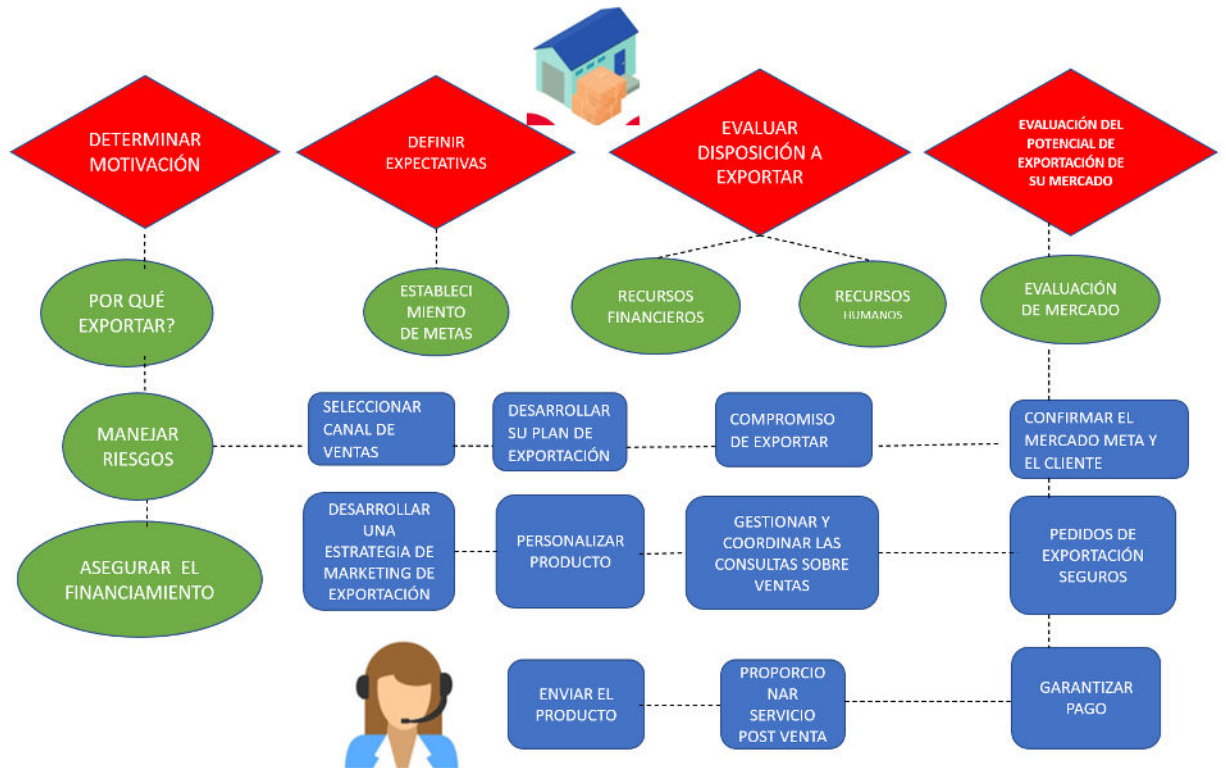 DETERMINAR
MOTIVACIÓN
DEFINIR
EXPECTATIVAS
EVALUAR
DISPOSICIÓN A
EXPORTAR
EVALUACIÓN DEL
POTENCIAL DE
EXPORTACIÓN DE
SU MERCADO
POR QUÉ
EXPORTAR?
ESTABLECI
MIENTO
DE METAS
RECURSOS
FINANCIEROS
RECURSOS
HUMANOS
EVALUACIÓN
DE MERCADO
MANEJAR
RIESGOS
SELECCIONAR
CANAL DE
VENTAS
DESARROLLAR
SU PLAN DE
EXPORTACIÓN
COMPROMISO
DE EXPORTAR
CONFIRMAR EL
MERCADO META Y
EL CLIENTE
ASEGURAR EL
FINANCIAMIENTO
DESARROLLAR
UNA
ESTRATEGIA DE
MARKETING DE
EXPORTACIÓN
PERSONALIZAR
PRODUCTO
GESTIONAR Y
COORDINAR LAS
CONSULTAS SOBRE
VENTAS
PEDIDOS DE
EXPORTACIÓN
SEGUROS
ENVIAR EL
PRODUCTO
PROPORCIO
NAR
SERVICIO
POST VENTA
GARANTIZAR
PAGO